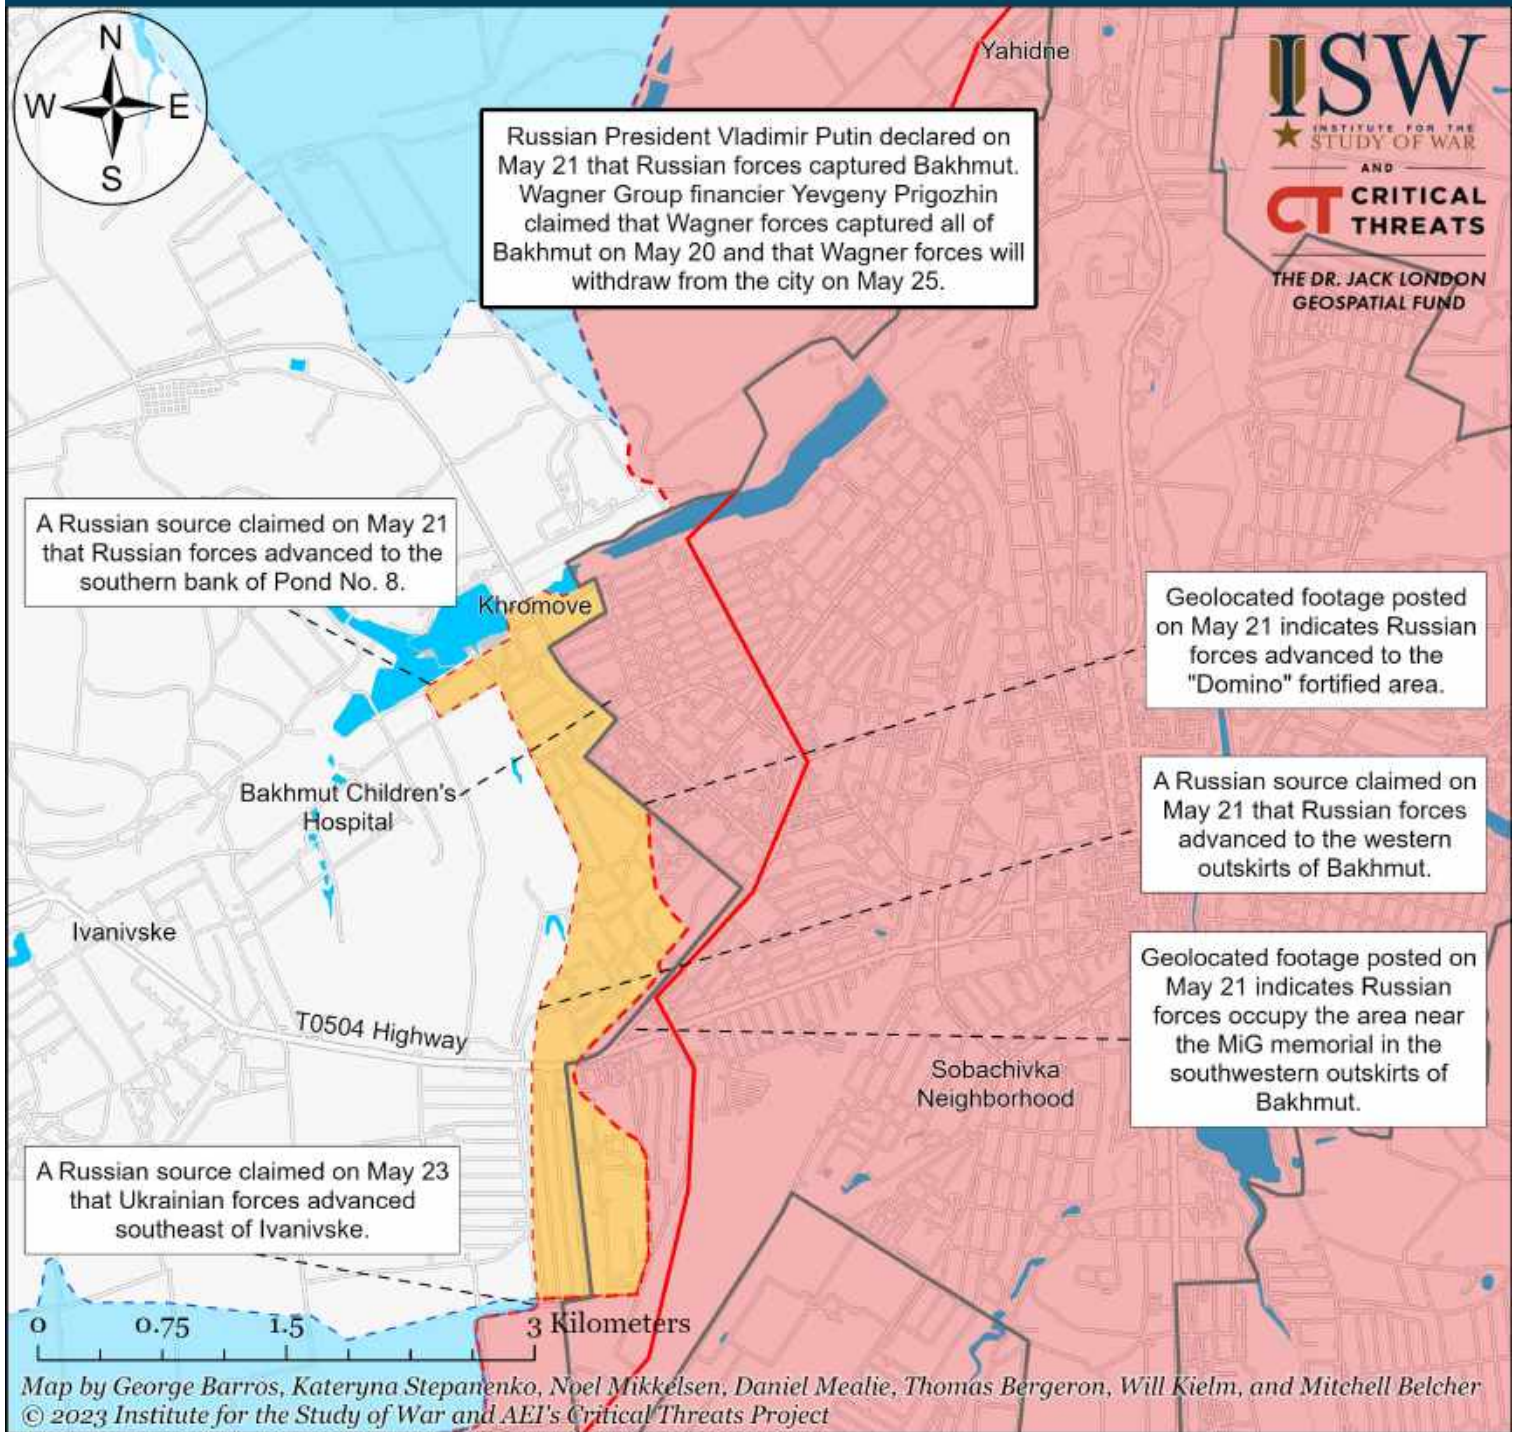 N
W
E
S
Yahidne
ISW
INSTITUTE FOR THE
STUDY OF WAR
AND
CT CRITICAL
THREATS
THE DR. JACK LONDON
GEOSPATIAL FUND
Russian President Vladimir Putin declared on
May 21 that Russian forces captured Bakhmut.
Wagner Group financier Yevgeny Prigozhin
claimed that Wagner forces captured all of
Bakhmut on May 20 and that Wagner forces will
withdraw from the city on May 25.
A Russian source claimed on May 21
that Russian forces advanced to the
southern bank of Pond No. 8.
Khromove
Geolocated footage posted
on May 21 indicates Russian
forces advanced to the
"Domino" fortified area.
Bakhmut Children's
Hospital
A Russian source claimed on
May 21 that Russian forces
advanced to the western
outskirts of Bakhmut.
Ivanivske
T0504 Highway
Geolocated footage posted on
May 21 indicates Russian
forces occupy the area near
the MiG memorial in the
southwestern outskirts of
Bakhmut.
Sobachivka
Neighborhood
A Russian source claimed on May 23
that Ukrainian forces advanced
southeast of Ivanivske.
0 0.75 1.5 3 Kilometers
Map by George Barros, Kateryna Stepanenko, Noel Mikkelsen, Daniel Mealie, Thomas Bergeron, Will Kielm, and Mitchell Belcher
© 2023 Institute for the Study of War and AEI's Critical Threats Project